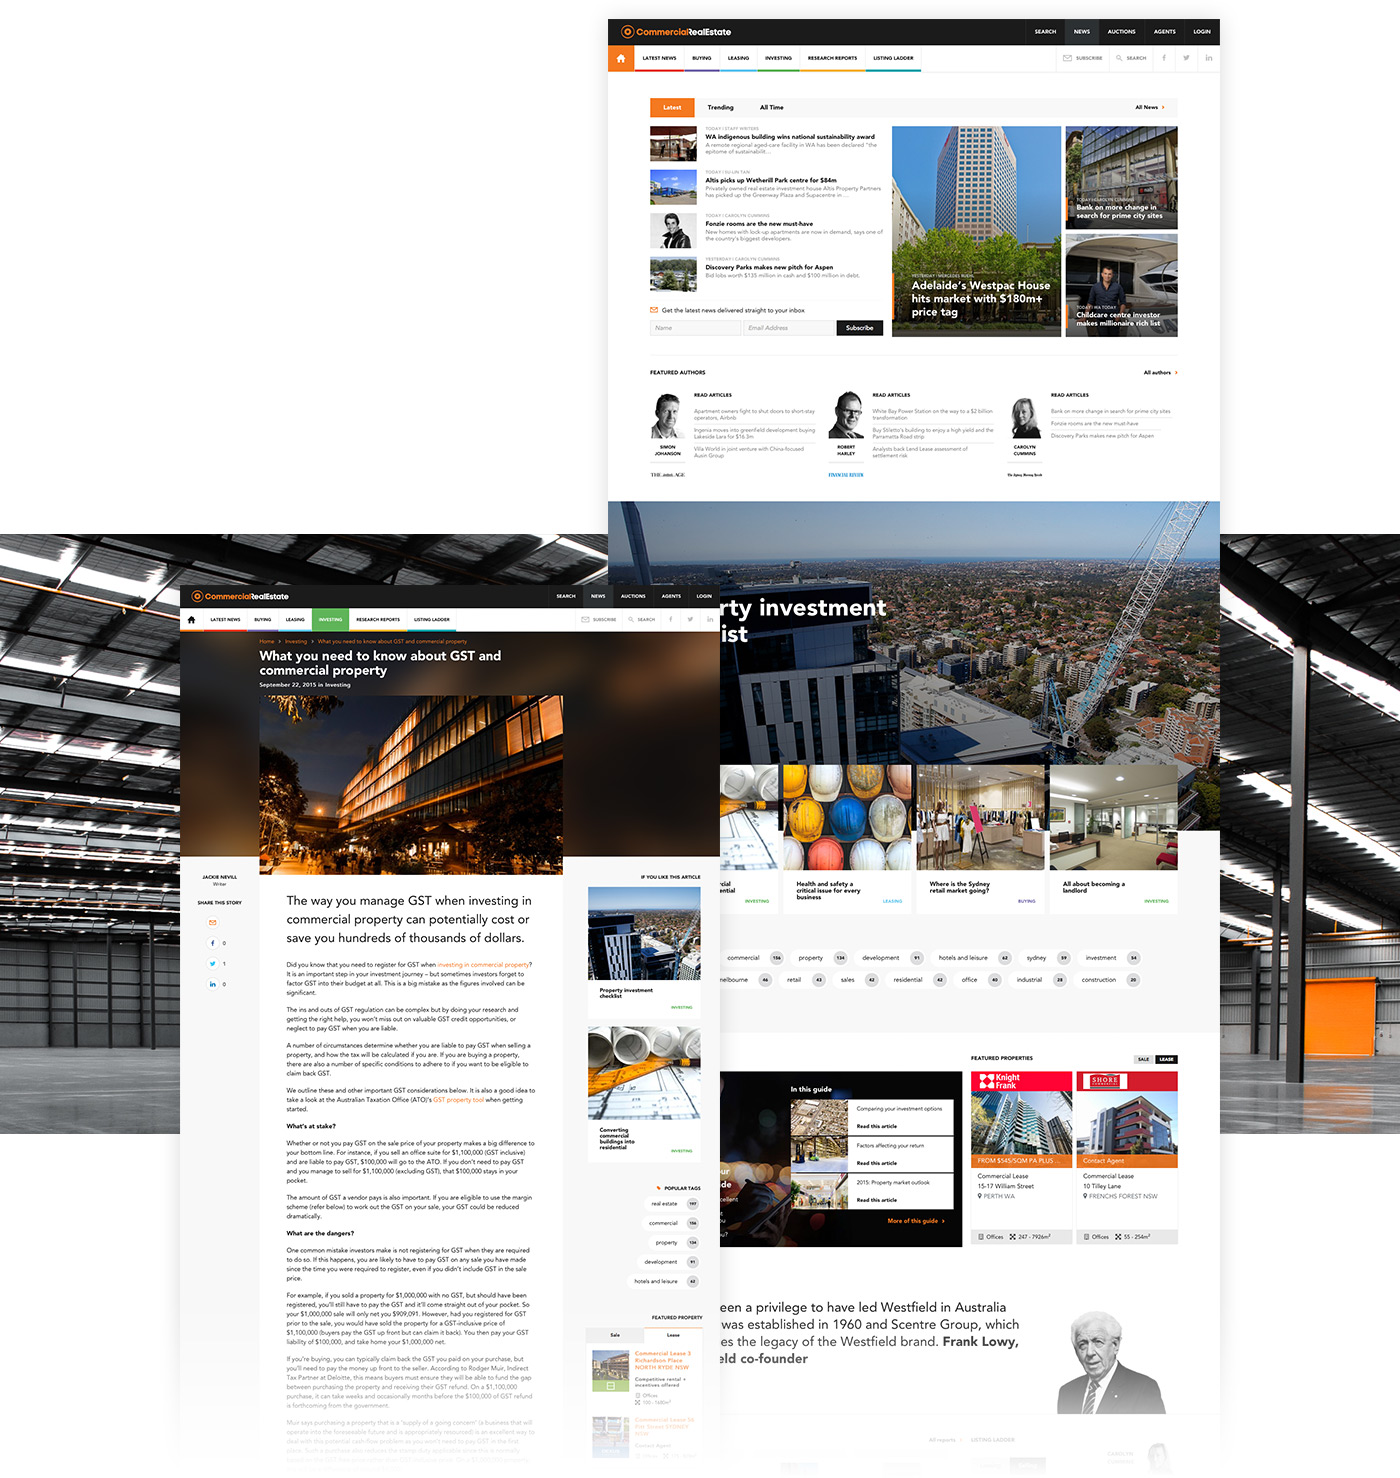 CommercialRealEstate
SEARCH NEWS AUCTIONS AGENTS LOGIN
LATEST NEWS BUYING LEASING INVESTING RESEARCH REPORTS LISTING LADDER
SUBSCRIBE SEARCH
Latest Trending All Time All News
TODAY | STAFF WRITERS
WA indigenous building wins national sustainability award
A remote regional aged-care facility in WA has been declared "the
epitome of sustainabilit...
TODAY | SU-LIN TAN
Altis picks up Wetherill Park centre for $84m
Privately owned real estate investment house Altis Property Partners
has picked up the Greenway Plaza and Supacentre in ...
TODAY | CAROLYN CUMMINS
Fonzie rooms are the new must-have
New homes with lock-up apartments are now in demand, says one of
the country's biggest developers.
YESTERDAY | CAROLYN CUMMINS
Discovery Parks makes new pitch for Aspen
Bid lobs worth $135 million in cash and $100 million in debt.
Get the latest news delivered straight to your inbox
Name Email Address Subscribe
Adelaide's Westpac House
hits market with $180m+
price tag
TODAY | CAROLYN CUMMINS
Bank on more change in
search for prime city sites
TODAY | WA TODAY
Childcare centre investor
makes millionaire rich list
FEATURED AUTHORS All authors
READ ARTICLES
Apartment owners fight to shut doors to short-stay
operators, Airbnb
Ingenia moves into greenfield development buying
Lakeside Lara for $16.3m
Villa World in joint venture with China-focused
Ausin Group
SIMON
JOHANSON
THE AGE
READ ARTICLES
White Bay Power Station on the way to a $2 billion
transformation
Buy Stiletto's building to enjoy a high yield and the
Parramatta Road strip
Analysts back Lend Lease assessment of
settlement risk
ROBERT
HARLEY
FINANCIAL REVIEW
READ ARTICLES
Bank on more change in search for prime city sites
Fonzie rooms are the new must-have
Discovery Parks makes new pitch for Aspen
CAROLYN
CUMMINS
The Sydney Morning Herald
rty investment
ist
cial
ential
INVESTING
Health and safety a
critical issue for every
business
LEASING
Where is the Sydney
retail market going?
BUYING
All about becoming a
landlord
INVESTING
commercial 156 property 134 development 91 hotels and leisure 62 sydney 59 investment 54
nelbourne 46 retail 43 sales 42 residential 42 office 40 industrial 28 construction 20
In this guide
Comparing your investment options
Read this article
Factors affecting your return
Read this article
2015: Property market outlook
Read this article
More of this guide
our
de
xcellent
t
ou
u?
FEATURED PROPERTIES SALE LEASE
Knight
Frank
FROM $545/SQM PA PLUS ...
Commercial Lease
15-17 William Street
PERTH WA
Offices 247 - 7926m²
SHORE
Contact Agent
Commercial Lease
10 Tilley Lane
FRENCHS FOREST NSW
Offices 55 - 254m²
een a privilege to have led Westfield in Australia
was established in 1960 and Scentre Group, which
es the legacy of the Westfield brand. Frank Lowy,
eld co-founder
All reports LISTING LADDER
CAROLYN
CUMMINS
CommercialRealEstate
SEARCH NEWS AUCTIONS AGENTS LOGIN
LATEST NEWS BUYING LEASING INVESTING RESEARCH REPORTS LISTING LADDER
SUBSCRIBE SEARCH
Home > Investing > What you need to know about GST and commercial property
What you need to know about GST and
commercial property
September 22, 2015 in Investing
JACKIE NEVILL
Writer
SHARE THIS STORY
0
1
0
The way you manage GST when investing in
commercial property can potentially cost or
save you hundreds of thousands of dollars.
Did you know that you need to register for GST when investing in commercial property?
It is an important step in your investment journey – but sometimes investors forget to
factor GST into their budget at all. This is a big mistake as the figures involved can be
significant.
The ins and outs of GST regulation can be complex but by doing your research and
getting the right help, you won't miss out on valuable GST credit opportunities, or
neglect to pay GST when you are liable.
A number of circumstances determine whether you are liable to pay GST when selling a
property, and how the tax will be calculated if you are. If you are buying a property,
there are also a number of specific conditions to adhere to if you want to be eligible to
claim back GST.
We outline these and other important GST considerations below. It is also a good idea to
take a look at the Australian Taxation Office (ATO)'s GST property tool when getting
started.
What's at stake?
Whether or not you pay GST on the sale price of your property makes a big difference to
your bottom line. For instance, if you sell an office suite for $1,100,000 (GST inclusive)
and are liable to pay GST, $100,000 will go to the ATO. If you don't need to pay GST
and you manage to sell for $1,100,000 (excluding GST), that $100,000 stays in your
pocket.
The amount of GST a vendor pays is also important. If you are eligible to use the margin
scheme (refer below) to work out the GST on your sale, your GST could be reduced
dramatically.
What are the dangers?
One common mistake investors make is not registering for GST when they are required
to do so. If this happens, you are likely to have to pay GST on any sale you have made
since the time you were required to register, even if you didn't include GST in the sale
price.
For example, if you sold a property for $1,000,000 with no GST, but should have been
registered, you'll still have to pay the GST and it'll come straight out of your pocket. So
your $1,000,000 sale will only net you $909,091. However, had you registered for GST
prior to the sale, you would have sold the property for a GST-inclusive price of
$1,100,000 (buyers pay the GST up front but can claim it back). You then pay your GST
liability of $100,000, and take home your $1,000,000 net.
If you're buying, you can typically claim back the GST you paid on your purchase, but
you'll need to pay the money up front to the seller. According to Rodger Muir, Indirect
Tax Partner at Deloitte, this means buyers must ensure they will be able to fund the gap
between purchasing the property and receiving their GST refund. On a $1,100,000
purchase, it can take weeks and occasionally months before the $100,000 of GST refund
is forthcoming from the government.
Muir says purchasing a property that is a 'supply of a going concern' (a business that will
operate into the foreseeable future and is appropriately resourced) is an excellent way to
deal with this potential cash-flow problem as you won't need to pay GST in the first
IF YOU LIKE THIS ARTICLE
Property investment
checklist
INVESTING
Converting
commercial
buildings into
residential
INVESTING
POPULAR TAGS
real estate 197
commercial 156
property 134
development 91
hotels and leisure 62
FEATURED PROPERTY
Sale Lease
Commercial Lease 3
Richardson Place
NORTH RYDE NSW
Competitive rental +
incentives offered
Offices
100 - 1680m²
Contact Agent
Offices